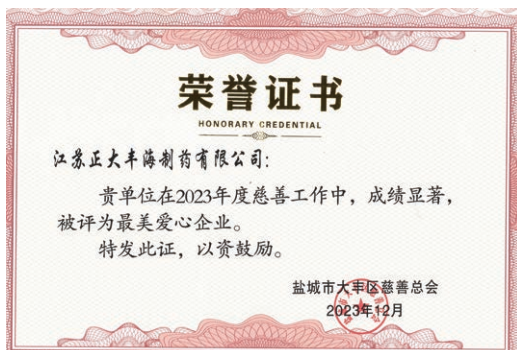 荣誉证书
HONORARY CREDENTIAL
江苏正大丰海制药有限公司：
贵单位在2023年度慈善工作中，成绩显著，
被评为最美爱心企业。
特发此证，以资鼓励。
盐城市大丰区慈善总会
2023年12月